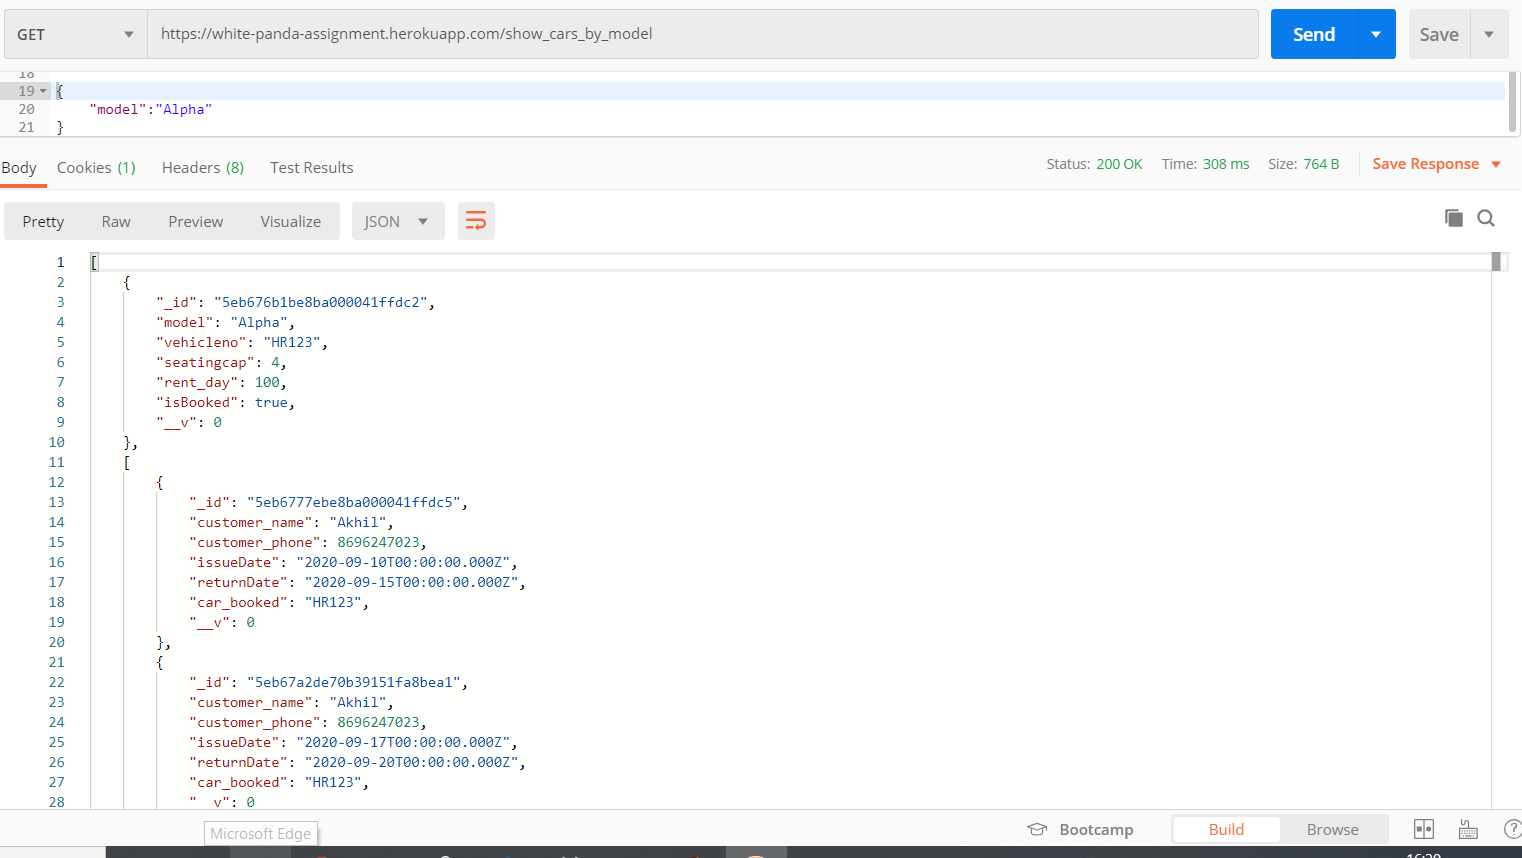 GET https://white-panda-assignment.herokuapp.com/show_cars_by_model Send Save
18
19 {
20 "model":"Alpha"
21 }
Body Cookies (1) Headers (8) Test Results Status: 200 OK Time: 308 ms Size: 764 B Save Response
Pretty Raw Preview Visualize JSON
1 [
2 {
3 "_id": "5eb676b1be8ba000041ffdc2",
4 "model": "Alpha",
5 "vehicleno": "HR123",
6 "seatingcap": 4,
7 "rent_day": 100,
8 "isBooked": true,
9 "__v": 0
10 },
11 [
12 {
13 "_id": "5eb6777ebe8ba000041ffdc5",
14 "customer_name": "Akhil",
15 "customer_phone": 8696247023,
16 "issueDate": "2020-09-10T00:00:00.000Z",
17 "returnDate": "2020-09-15T00:00:00.000Z",
18 "car_booked": "HR123",
19 "__v": 0
20 },
21 {
22 "_id": "5eb67a2de70b39151fa8bea1",
23 "customer_name": "Akhil",
24 "customer_phone": 8696247023,
25 "issueDate": "2020-09-17T00:00:00.000Z",
26 "returnDate": "2020-09-20T00:00:00.000Z",
27 "car_booked": "HR123",
28 "__v": 0
Microsoft Edge Bootcamp Build Browse